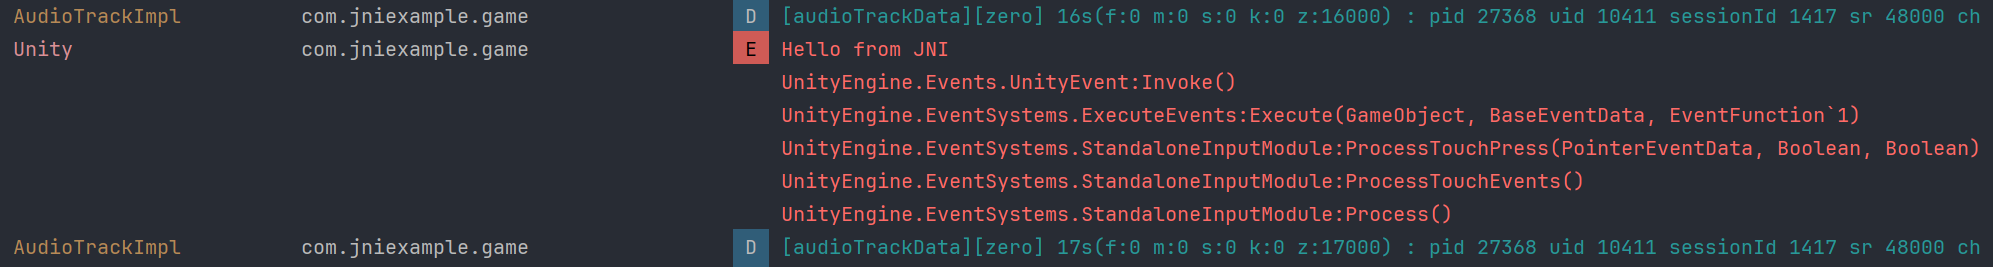 AudioTrackImpl com.jniexample.game D [audioTrackData][zero] 16s(f:0 m:0 s:0 k:0 z:16000) : pid 27368 uid 10411 sessionId 1417 sr 48000 ch
Unity com.jniexample.game E Hello from JNI
UnityEngine.Events.UnityEvent:Invoke()
UnityEngine.EventSystems.ExecuteEvents:Execute(GameObject, BaseEventData, EventFunction`1)
UnityEngine.EventSystems.StandaloneInputModule:ProcessTouchPress(PointerEventData, Boolean, Boolean)
UnityEngine.EventSystems.StandaloneInputModule:ProcessTouchEvents()
UnityEngine.EventSystems.StandaloneInputModule:Process()
AudioTrackImpl com.jniexample.game D [audioTrackData][zero] 17s(f:0 m:0 s:0 k:0 z:17000) : pid 27368 uid 10411 sessionId 1417 sr 48000 ch